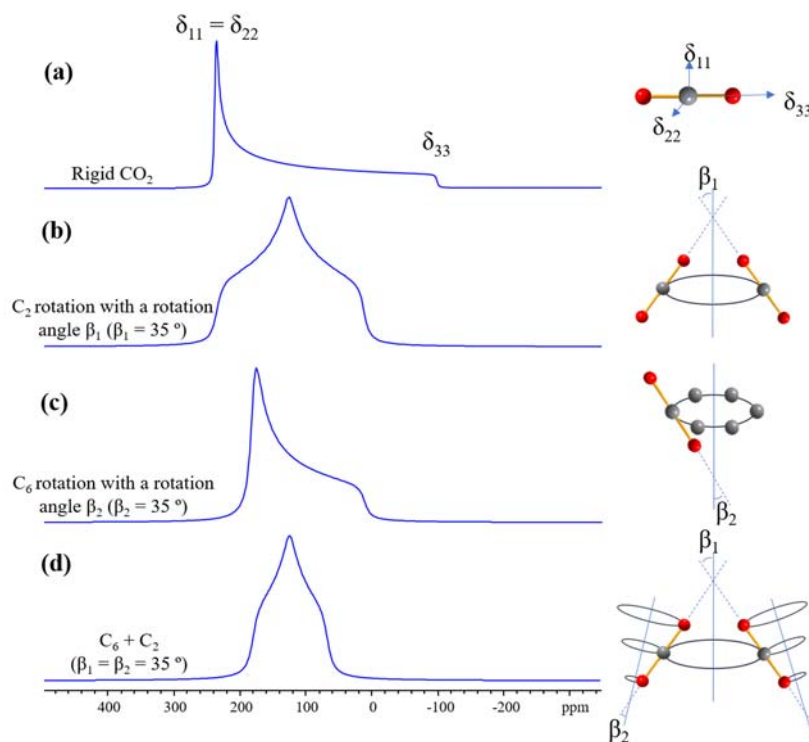 δ₁₁ = δ₂₂
(a)
δ₃₃
Rigid CO₂
δ₁₁
δ₃₃
δ₂₂
(b)
C₂ rotation with a rotation
angle β₁ (β₁ = 35 º)
β₁
(c)
C₆ rotation with a rotation
angle β₂ (β₂ = 35 º)
β₂
(d)
C₆ + C₂
(β₁ = β₂ = 35 º)
β₁
β₂
400 200 100 0 -100 -200 ppm